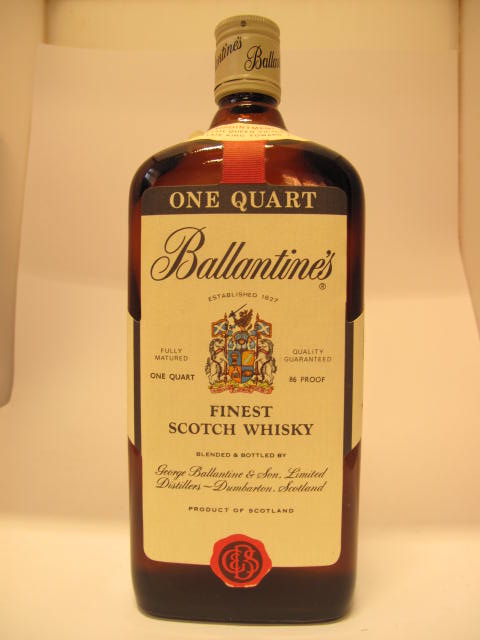 Ballantine's
ONE QUART
Ballantine's ®
ESTABLISHED 1827
FULLY MATURED
QUALITY GUARANTEED
ONE QUART
86 PROOF
FINEST
SCOTCH WHISKY
BLENDED & BOTTLED BY
George Ballantine & Son, Limited
Distillers ~ Dumbarton, Scotland
PRODUCT OF SCOTLAND